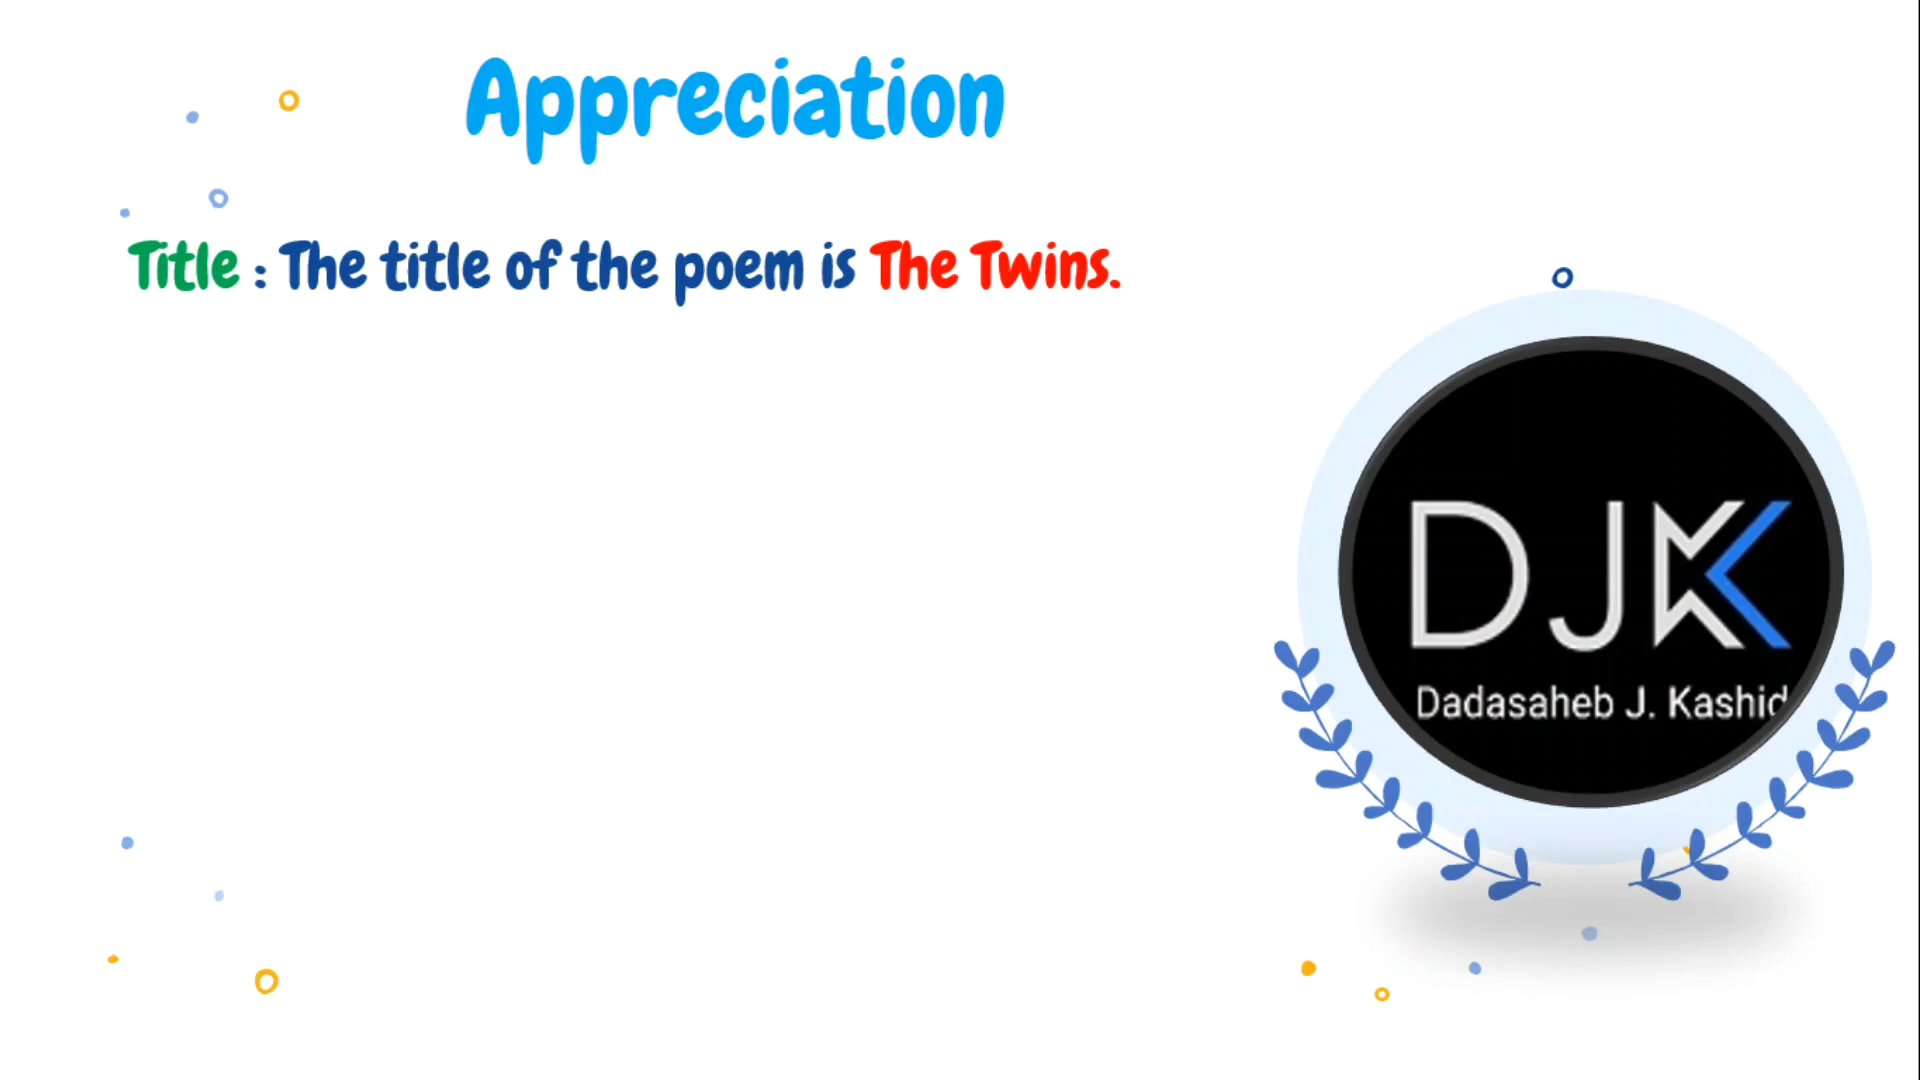 Appreciation
Title : The title of the poem is The Twins.
DJK
Dadasaheb J. Kashid